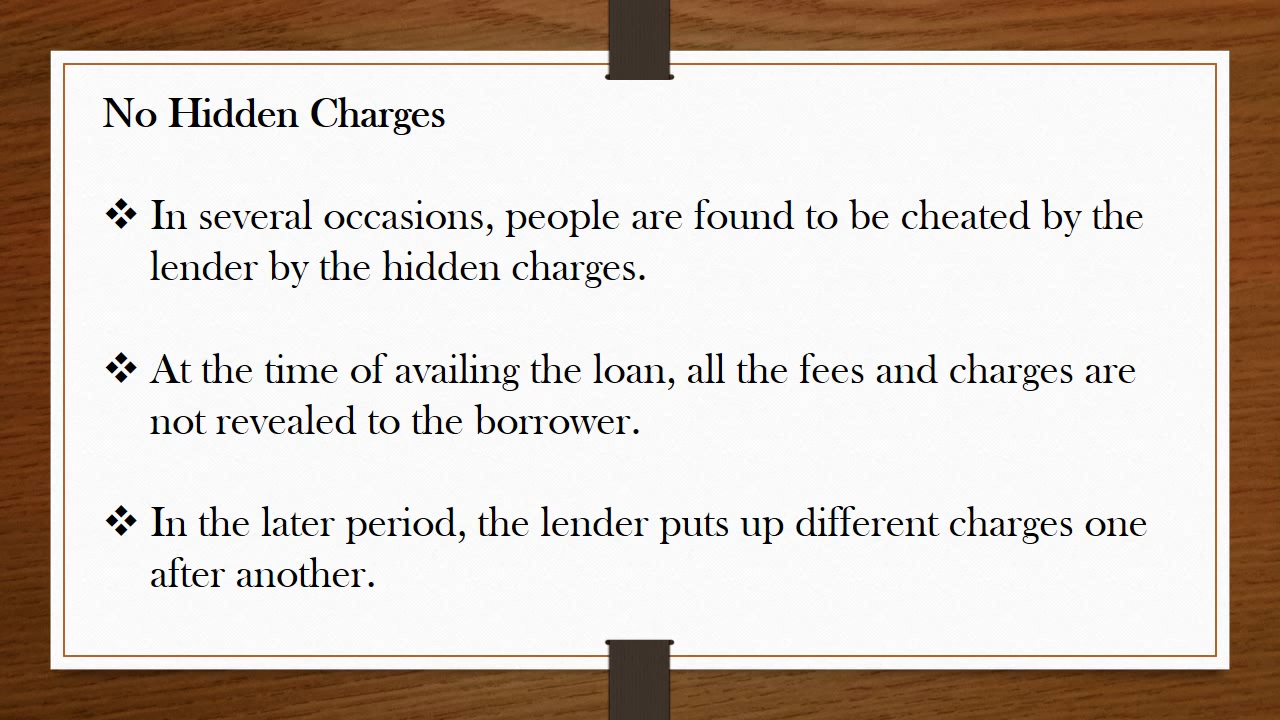 No Hidden Charges
❖ In several occasions, people are found to be cheated by the
lender by the hidden charges.
❖ At the time of availing the loan, all the fees and charges are
not revealed to the borrower.
❖ In the later period, the lender puts up different charges one
after another.